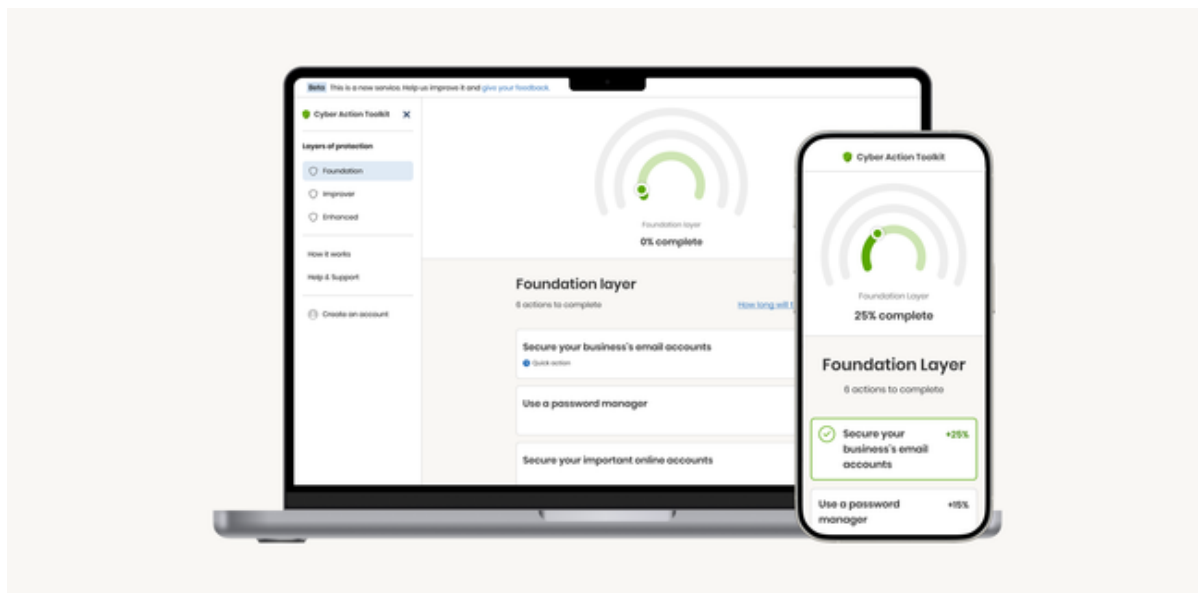 Beta This is a new service. Help us improve it and give your feedback.
Cyber Action Toolkit
Layers of protection
Foundation
Improver
Enhanced
How it works
Help & Support
Create an account
Foundation layer
0% complete
Foundation layer
6 actions to complete
How long will t
Secure your business's email accounts
Quick action
Use a password manager
Secure your important online accounts
Cyber Action Toolkit
Foundation Layer
25% complete
Foundation Layer
6 actions to complete
Secure your +25%
business's email
accounts
Use a password +15%
manager